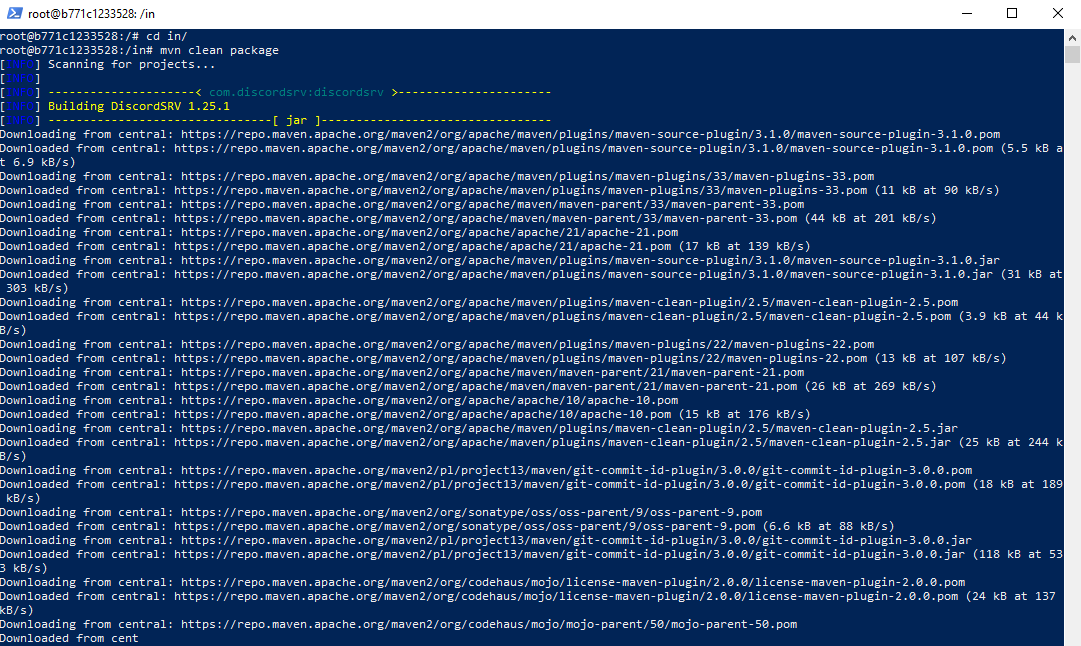 root@b771c1233528: /in
root@b771c1233528:/# cd in/
root@b771c1233528:/in# mvn clean package
[INFO] Scanning for projects...
[INFO]
[INFO] ---------------------< com.discordsrv:discordsrv >----------------------
[INFO] Building DiscordSRV 1.25.1
[INFO] --------------------------------[ jar ]---------------------------------
Downloading from central: https://repo.maven.apache.org/maven2/org/apache/maven/plugins/maven-source-plugin/3.1.0/maven-source-plugin-3.1.0.pom
Downloaded from central: https://repo.maven.apache.org/maven2/org/apache/maven/plugins/maven-source-plugin/3.1.0/maven-source-plugin-3.1.0.pom (5.5 kB a
t 6.9 kB/s)
Downloading from central: https://repo.maven.apache.org/maven2/org/apache/maven/plugins/maven-plugins/33/maven-plugins-33.pom
Downloaded from central: https://repo.maven.apache.org/maven2/org/apache/maven/plugins/maven-plugins/33/maven-plugins-33.pom (11 kB at 90 kB/s)
Downloading from central: https://repo.maven.apache.org/maven2/org/apache/maven/maven-parent/33/maven-parent-33.pom
Downloaded from central: https://repo.maven.apache.org/maven2/org/apache/maven/maven-parent/33/maven-parent-33.pom (44 kB at 201 kB/s)
Downloading from central: https://repo.maven.apache.org/maven2/org/apache/apache/21/apache-21.pom
Downloaded from central: https://repo.maven.apache.org/maven2/org/apache/apache/21/apache-21.pom (17 kB at 139 kB/s)
Downloading from central: https://repo.maven.apache.org/maven2/org/apache/maven/plugins/maven-source-plugin/3.1.0/maven-source-plugin-3.1.0.jar
Downloaded from central: https://repo.maven.apache.org/maven2/org/apache/maven/plugins/maven-source-plugin/3.1.0/maven-source-plugin-3.1.0.jar (31 kB at
 303 kB/s)
Downloading from central: https://repo.maven.apache.org/maven2/org/apache/maven/plugins/maven-clean-plugin/2.5/maven-clean-plugin-2.5.pom
Downloaded from central: https://repo.maven.apache.org/maven2/org/apache/maven/plugins/maven-clean-plugin/2.5/maven-clean-plugin-2.5.pom (3.9 kB at 44 k
B/s)
Downloading from central: https://repo.maven.apache.org/maven2/org/apache/maven/plugins/maven-plugins/22/maven-plugins-22.pom
Downloaded from central: https://repo.maven.apache.org/maven2/org/apache/maven/plugins/maven-plugins/22/maven-plugins-22.pom (13 kB at 107 kB/s)
Downloading from central: https://repo.maven.apache.org/maven2/org/apache/maven/maven-parent/21/maven-parent-21.pom
Downloaded from central: https://repo.maven.apache.org/maven2/org/apache/maven/maven-parent/21/maven-parent-21.pom (26 kB at 269 kB/s)
Downloading from central: https://repo.maven.apache.org/maven2/org/apache/apache/10/apache-10.pom
Downloaded from central: https://repo.maven.apache.org/maven2/org/apache/apache/10/apache-10.pom (15 kB at 176 kB/s)
Downloading from central: https://repo.maven.apache.org/maven2/org/apache/maven/plugins/maven-clean-plugin/2.5/maven-clean-plugin-2.5.jar
Downloaded from central: https://repo.maven.apache.org/maven2/org/apache/maven/plugins/maven-clean-plugin/2.5/maven-clean-plugin-2.5.jar (25 kB at 244 k
B/s)
Downloading from central: https://repo.maven.apache.org/maven2/pl/project13/maven/git-commit-id-plugin/3.0.0/git-commit-id-plugin-3.0.0.pom
Downloaded from central: https://repo.maven.apache.org/maven2/pl/project13/maven/git-commit-id-plugin/3.0.0/git-commit-id-plugin-3.0.0.pom (18 kB at 189
 kB/s)
Downloading from central: https://repo.maven.apache.org/maven2/org/sonatype/oss/oss-parent/9/oss-parent-9.pom
Downloaded from central: https://repo.maven.apache.org/maven2/org/sonatype/oss/oss-parent/9/oss-parent-9.pom (6.6 kB at 88 kB/s)
Downloading from central: https://repo.maven.apache.org/maven2/pl/project13/maven/git-commit-id-plugin/3.0.0/git-commit-id-plugin-3.0.0.jar
Downloaded from central: https://repo.maven.apache.org/maven2/pl/project13/maven/git-commit-id-plugin/3.0.0/git-commit-id-plugin-3.0.0.jar (118 kB at 53
3 kB/s)
Downloading from central: https://repo.maven.apache.org/maven2/org/codehaus/mojo/license-maven-plugin/2.0.0/license-maven-plugin-2.0.0.pom
Downloaded from central: https://repo.maven.apache.org/maven2/org/codehaus/mojo/license-maven-plugin/2.0.0/license-maven-plugin-2.0.0.pom (24 kB at 137
kB/s)
Downloading from central: https://repo.maven.apache.org/maven2/org/codehaus/mojo/mojo-parent/50/mojo-parent-50.pom
Downloaded from cent